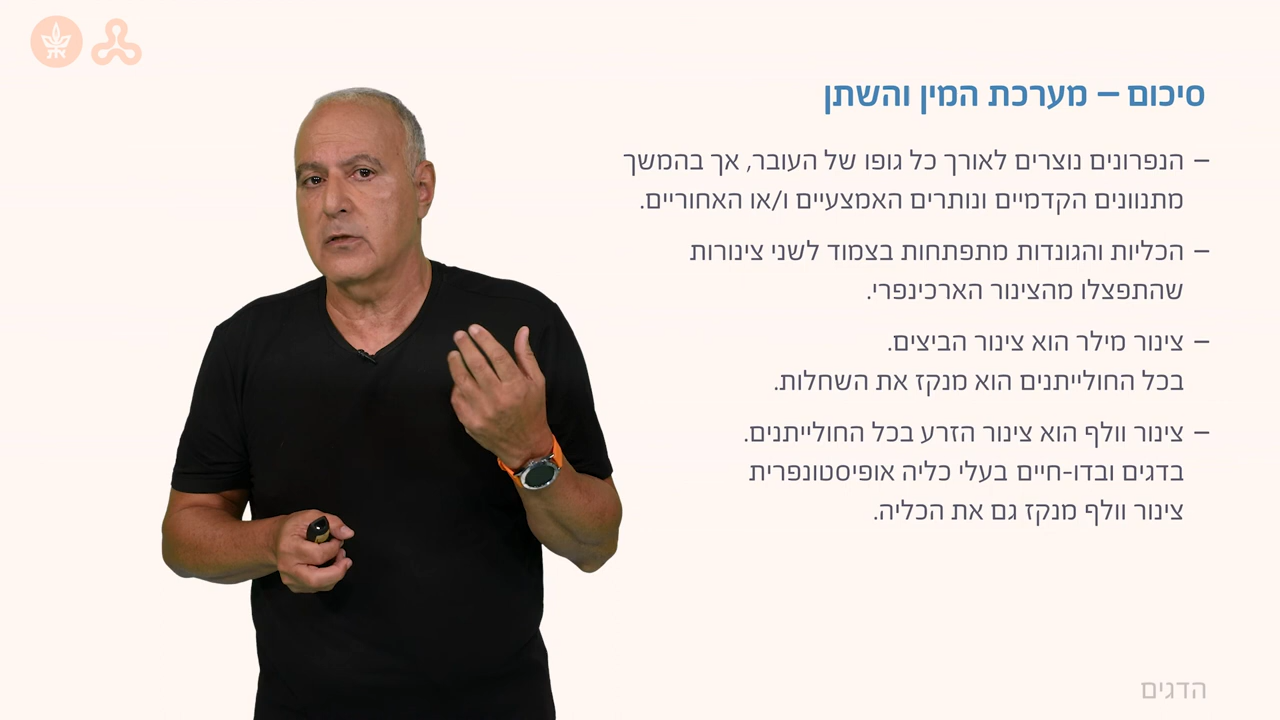 סיכום – מערכת המין והשתן
– הנפרונים נוצרים לאורך כל גופו של העובר, אך בהמשך
מתנוונים הקדמיים ונותרים האמצעיים ו/או האחוריים.
– הכליות והגונדות מתפתחות בצמוד לשני צינורות
שהתפצלו מהצינור הארכינפרי.
– צינור מילר הוא צינור הביצים.
בכל החולייתנים הוא מנקז את השחלות.
– צינור וולף הוא צינור הזרע בכל החולייתנים.
בדגים ובדו-חיים בעלי כליה אופיסטונפרית
צינור וולף מנקז גם את הכליה.
הדגים